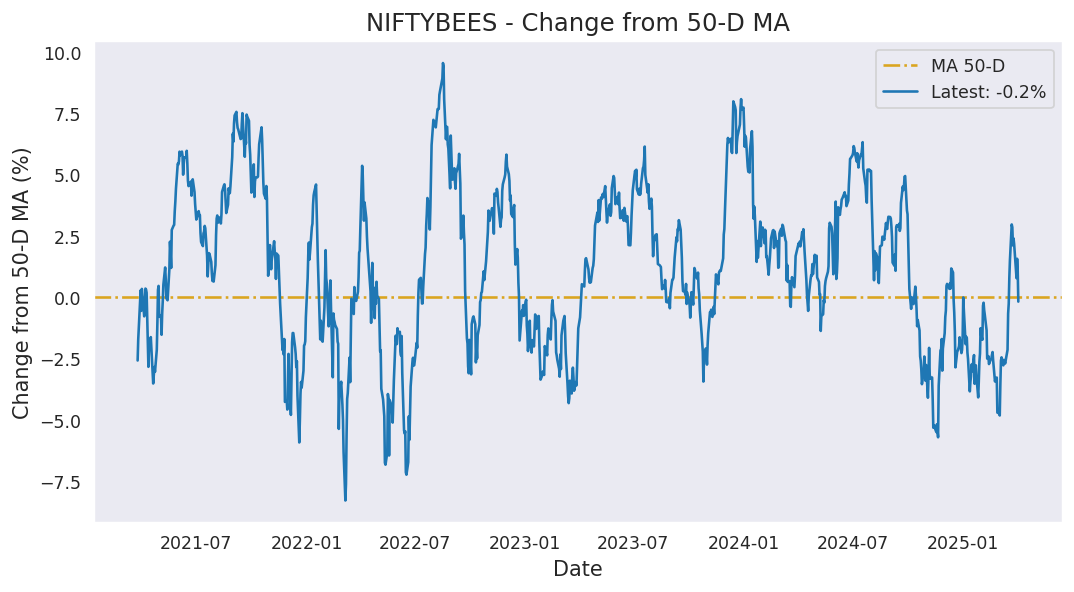 NIFTYBEES - Change from 50-D MA
MA 50-D
Latest: -0.2%
Change from 50-D MA (%)
10.0
7.5
5.0
2.5
0.0
−2.5
−5.0
−7.5
2021-07 2022-01 2022-07 2023-01 2023-07 2024-01 2024-07 2025-01
Date